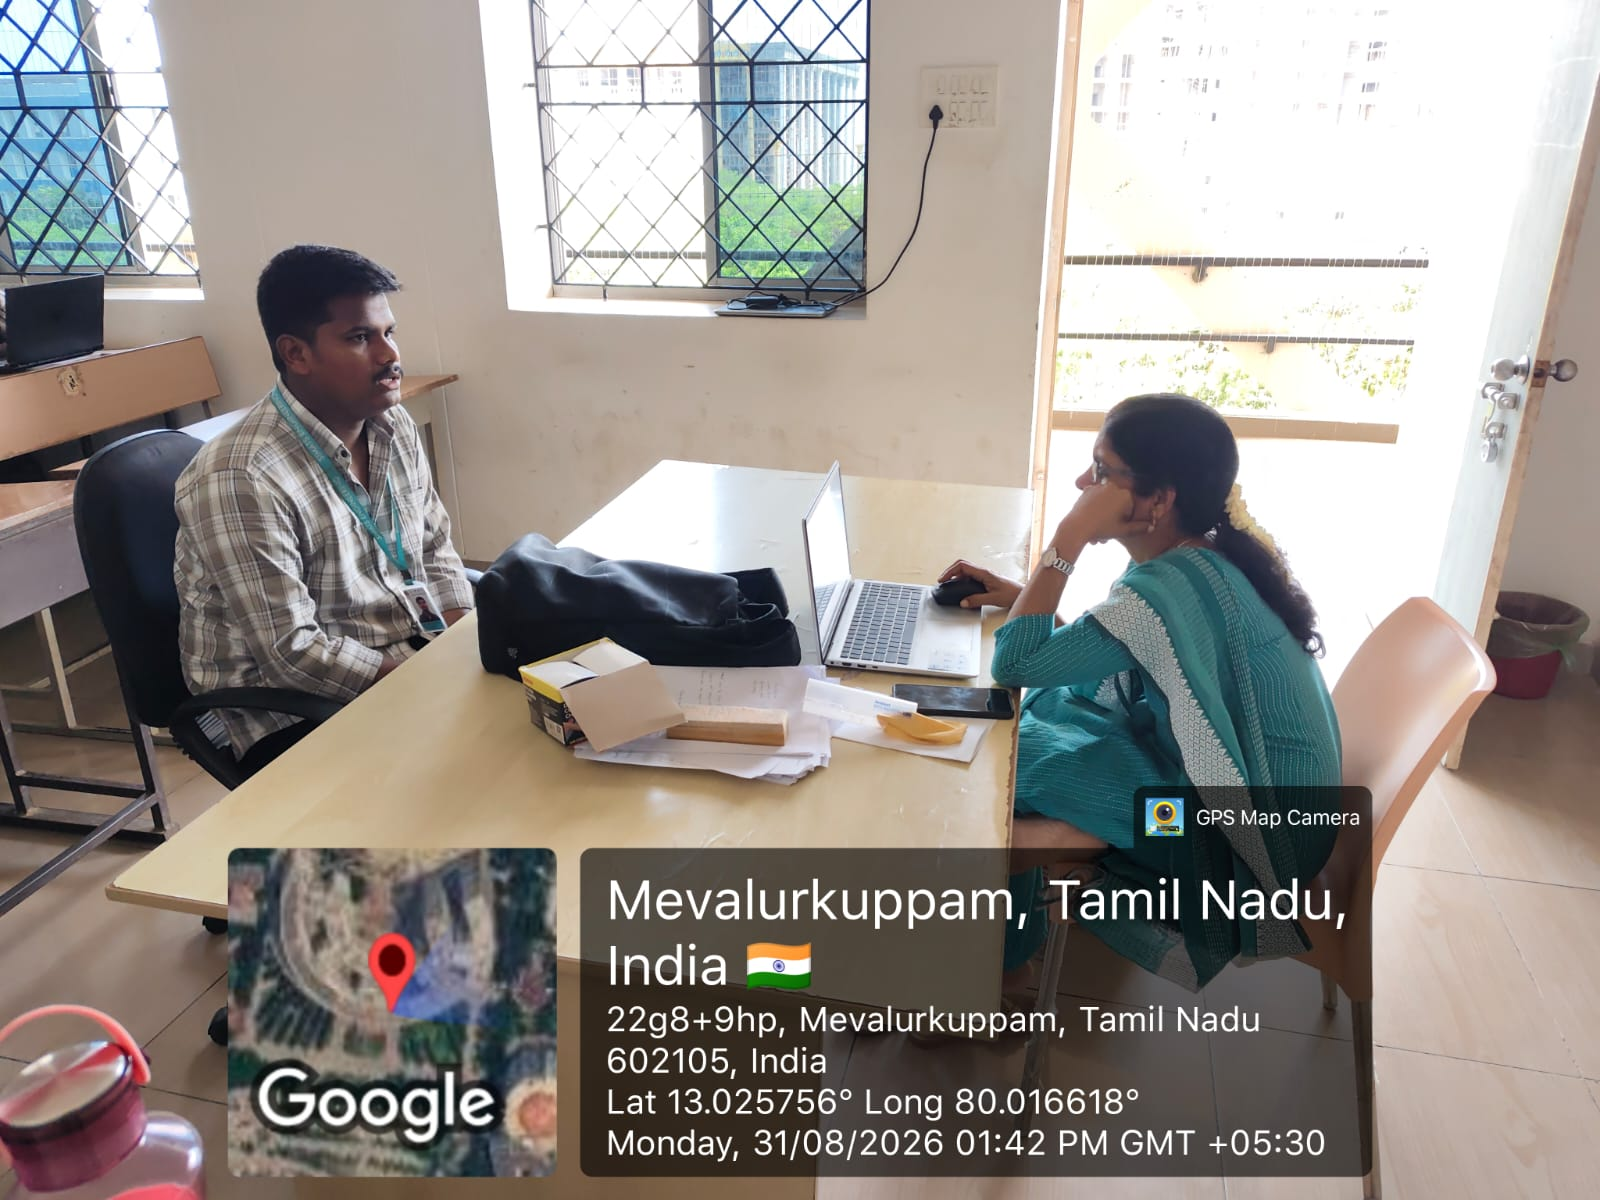 GPS Map Camera
Mevalurkuppam, Tamil Nadu,
India
22g8+9hp, Mevalurkuppam, Tamil Nadu
602105, India
Lat 13.025756° Long 80.016618°
Monday, 31/08/2026 01:42 PM GMT +05:30
Google